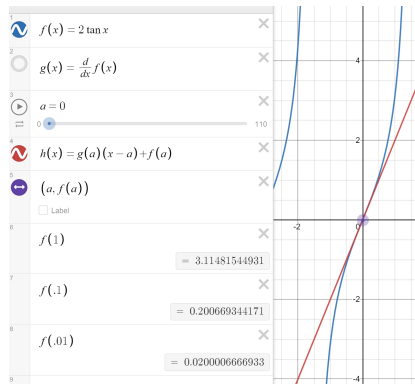 1
f(x) = 2 tan x
2
g(x) = d/dx f(x)
3
a = 0
0
110
4
h(x) = g(a)(x − a) + f(a)
5
(a, f(a))
Label
6
f(1)
= 3.11481544931
7
f(.1)
= 0.200669344171
8
f(.01)
= 0.0200006666933
9
4
2
-2
0
-2
-4